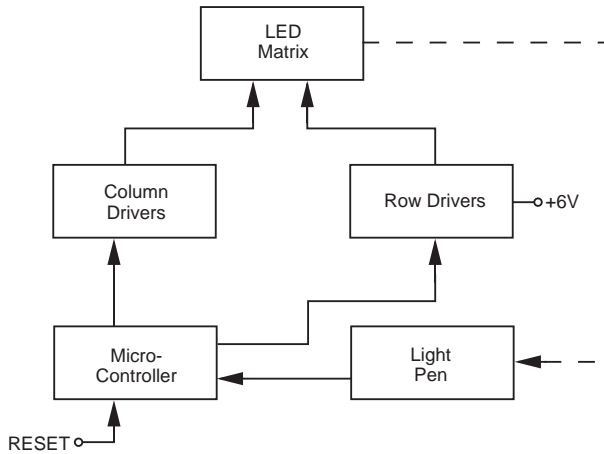 LED
Matrix
Column
Drivers
Row Drivers
+6V
Micro-
Controller
Light
Pen
RESET